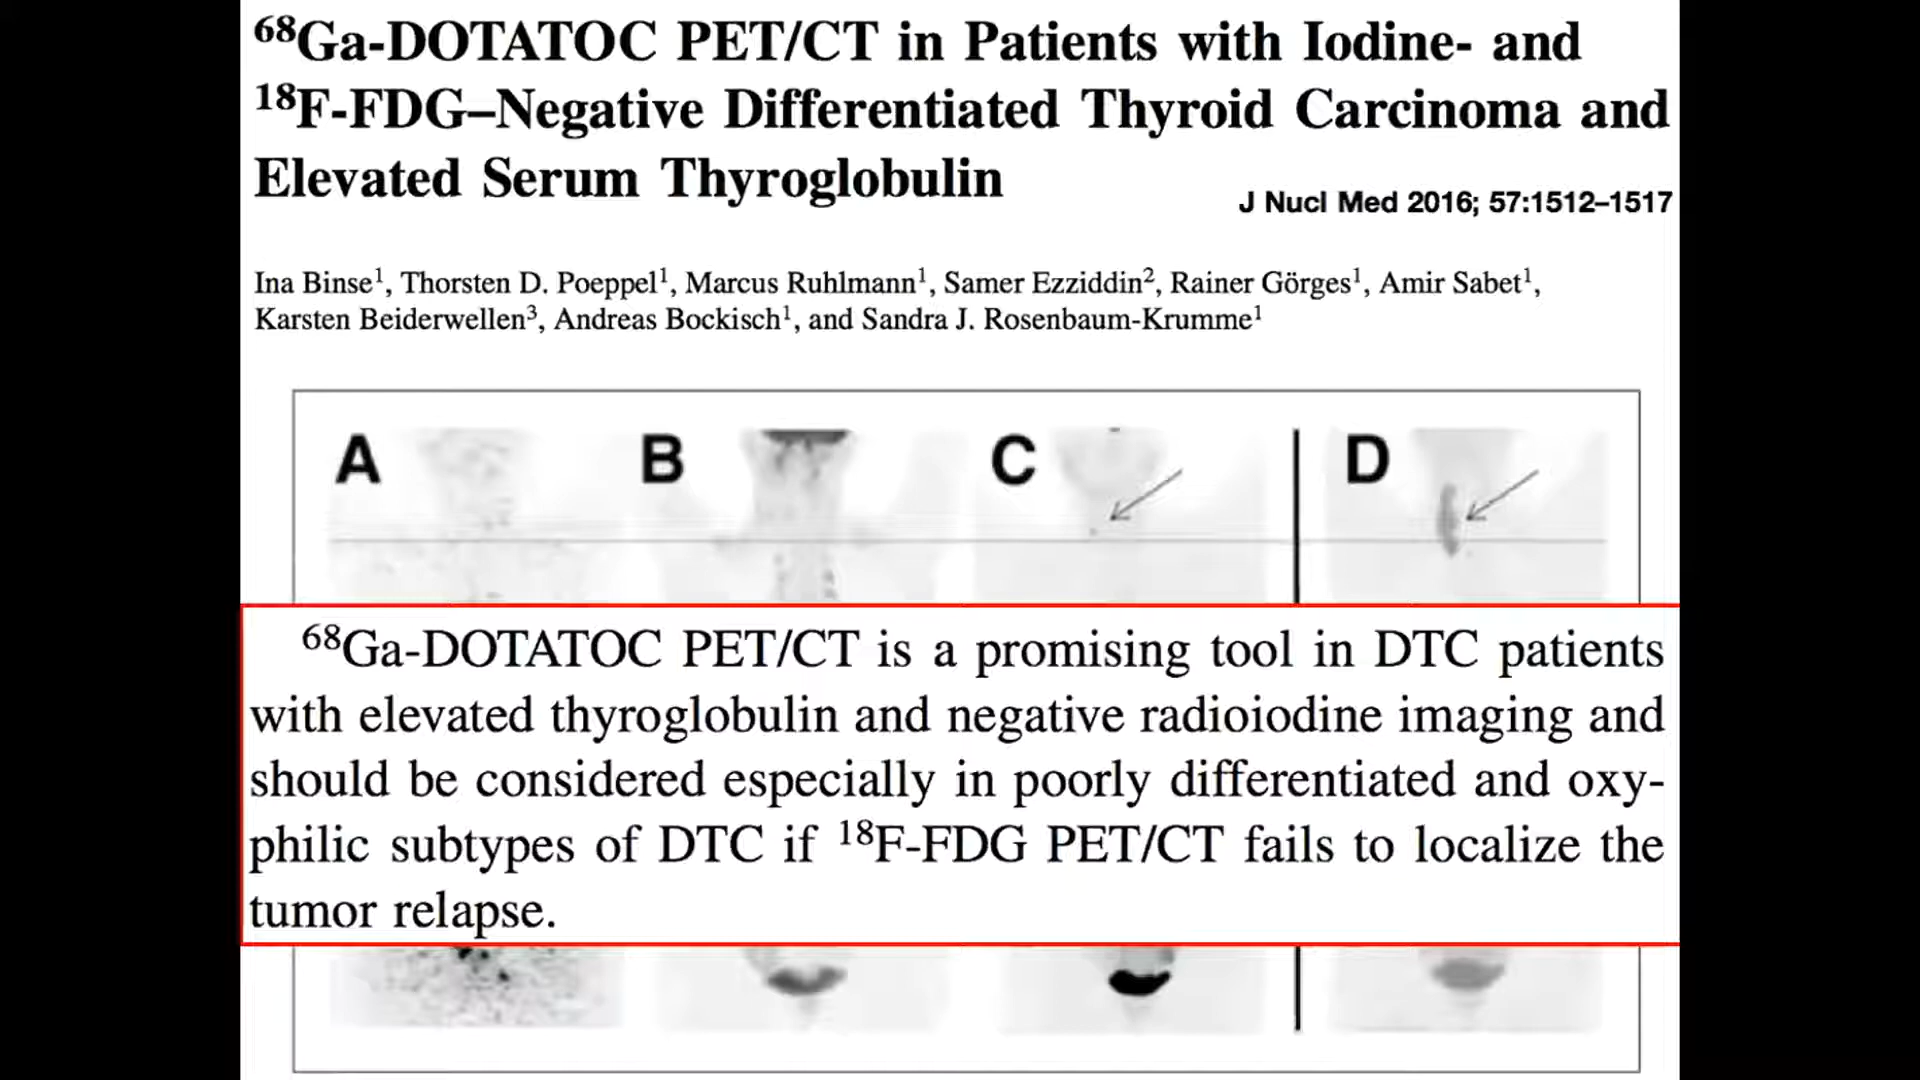 ⁶⁸Ga-DOTATOC PET/CT in Patients with Iodine- and
¹⁸F-FDG–Negative Differentiated Thyroid Carcinoma and
Elevated Serum Thyroglobulin
J Nucl Med 2016; 57:1512–1517
Ina Binse¹, Thorsten D. Poeppel¹, Marcus Ruhlmann¹, Samer Ezziddin², Rainer Görges¹, Amir Sabet¹,
Karsten Beiderwellen³, Andreas Bockisch¹, and Sandra J. Rosenbaum-Krumme¹
A B C D
⁶⁸Ga-DOTATOC PET/CT is a promising tool in DTC patients
with elevated thyroglobulin and negative radioiodine imaging and
should be considered especially in poorly differentiated and oxy-
philic subtypes of DTC if ¹⁸F-FDG PET/CT fails to localize the
tumor relapse.